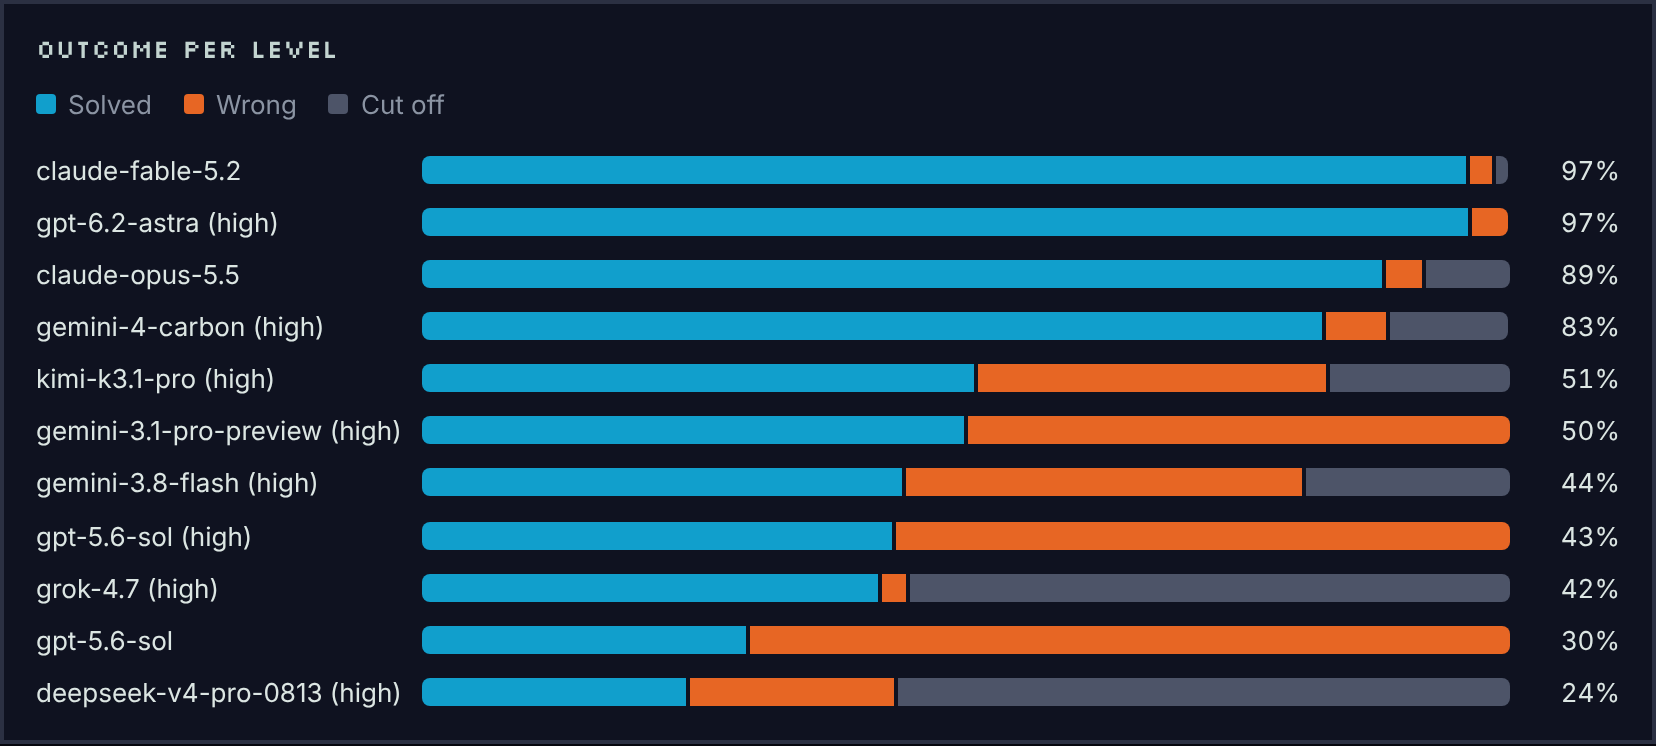 OUTCOME PER LEVEL
Solved Wrong Cut off
claude-fable-5.2 97%
gpt-6.2-astra (high) 97%
claude-opus-5.5 89%
gemini-4-carbon (high) 83%
kimi-k3.1-pro (high) 51%
gemini-3.1-pro-preview (high) 50%
gemini-3.8-flash (high) 44%
gpt-5.6-sol (high) 43%
grok-4.7 (high) 42%
gpt-5.6-sol 30%
deepseek-v4-pro-0813 (high) 24%